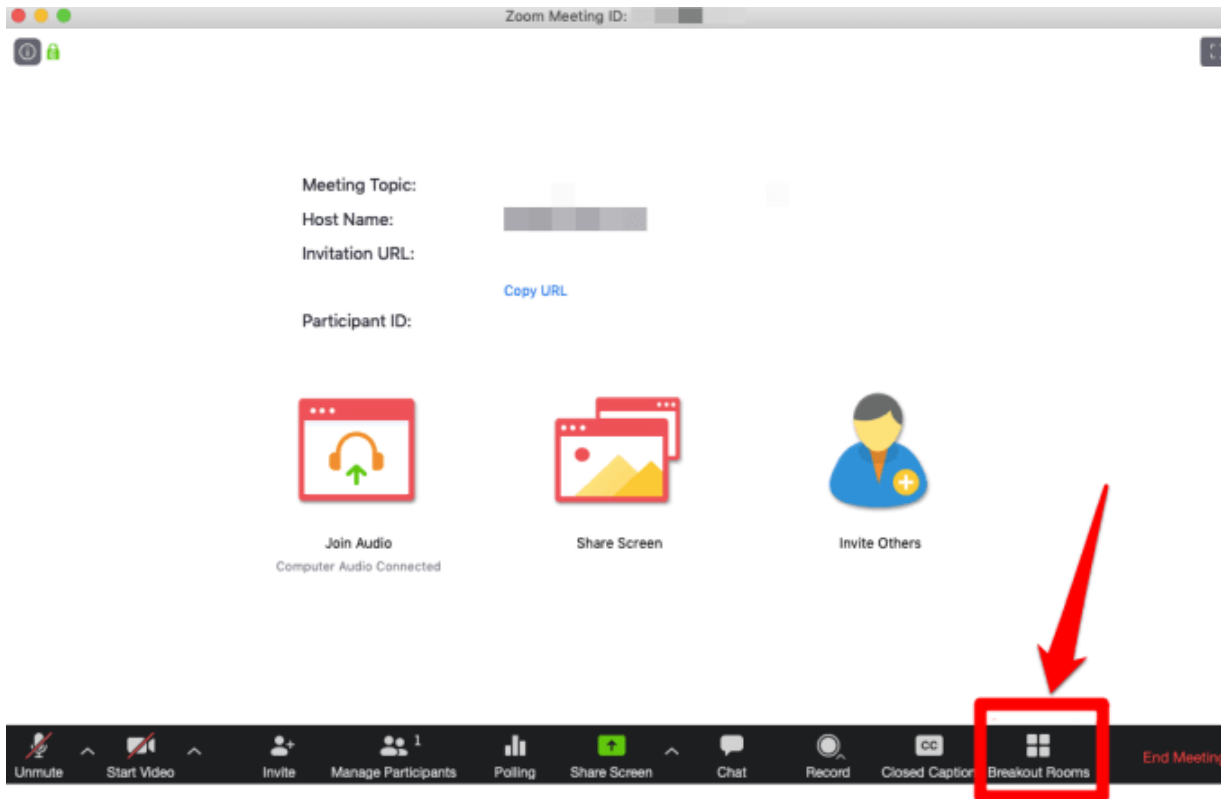 Zoom Meeting ID:
Meeting Topic:
Host Name:
Invitation URL:
Copy URL
Participant ID:
Join Audio Share Screen Invite Others
Computer Audio Connected
1
Unmute Start Video Invite Manage Participants Polling Share Screen Chat Record CC Closed Caption Breakout Rooms End Meeting